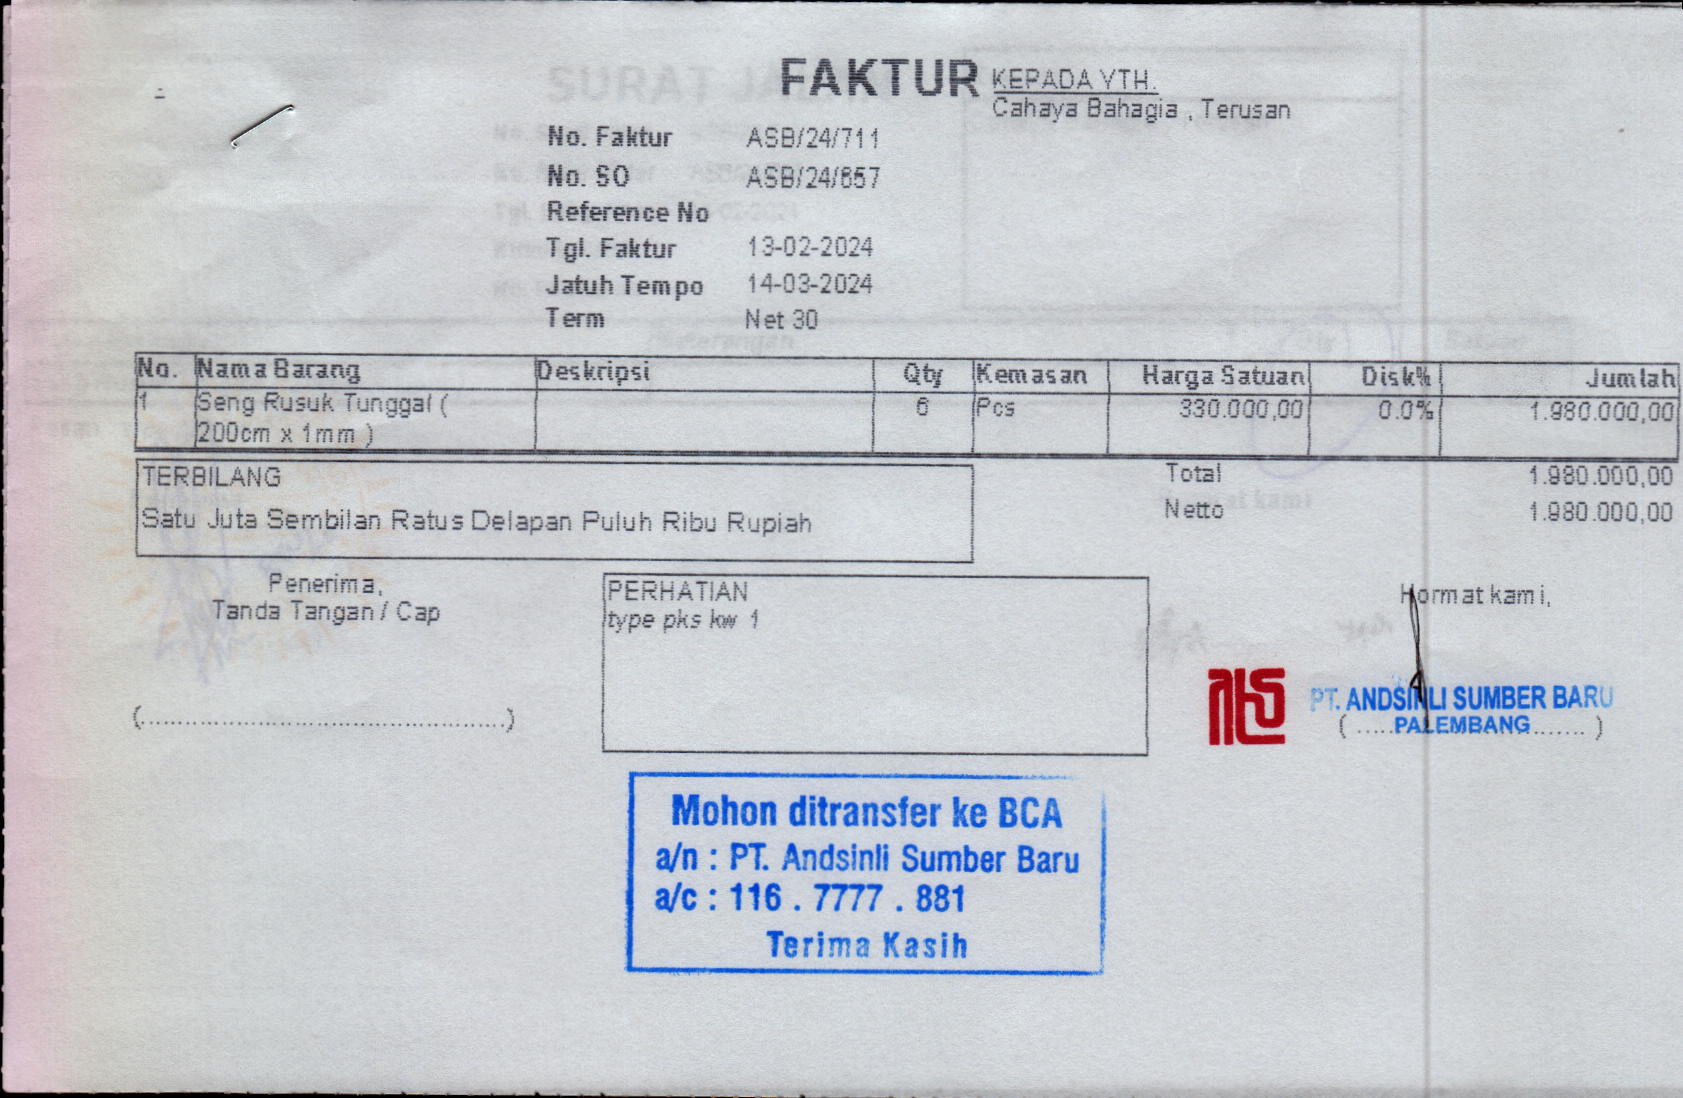 FAKTUR
KEPADA YTH.
Cahaya Bahagia , Terusan
No. Faktur ASB/24/711
No. SO ASB/24/657
Reference No
Tgl. Faktur 13-02-2024
Jatuh Tempo 14-03-2024
Term Net 30
No. Nama Barang Deskripsi Qty Kemasan Harga Satuan Disk% Jumlah
1 Seng Rusuk Tunggal ( 6 Pcs 330.000,00 0.0% 1.980.000,00
200cm x 1mm )
TERBILANG
Satu Juta Sembilan Ratus Delapan Puluh Ribu Rupiah
Total 1.980.000,00
Netto 1.980.000,00
Penerima,
Tanda Tangan / Cap
(................................................)
PERHATIAN
type pks kw 1
Hormat kami,
PT. ANDSINLI SUMBER BARU
( .....PALEMBANG....... )
Mohon ditransfer ke BCA
a/n : PT. Andsinli Sumber Baru
a/c : 116 . 7777 . 881
Terima Kasih